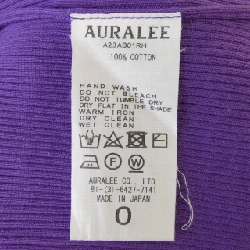 AURALEE
A23AD01RH
100% COTTON
HAND WASH
DO NOT BLEACH
DO NOT TUMBLE DRY
DRY FLAT IN THE SHADE
WARM IRON
DRY CLEAN
WET CLEAN
P W
AURALEE CO., LTD
81-(3)-6427-7141
MADE IN JAPAN
0